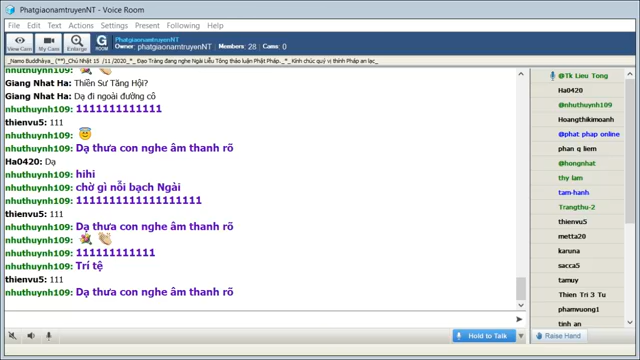 PhatgiaonamtruyenNT - Voice Room
File Edit Text Actions Settings Present Following Help
View Cam My Cam Enlarge G ROOM PhatgiaonamtruyenNT
Owner: phatgiaonamtruyenNT | Members: 28 | Cams: 0
_Namo Buddhāya_ (_Chủ Nhật 15 /11 /2020_*_ Đạo Tràng đang nghe Ngài Liễu Tông thảo luận Phật Pháp._*_ Kính chúc quý vị thính Pháp an lạc_
nhuthuynh109:
Giang Nhat Ha: Thiền Sư Tăng Hội?
Giang Nhat Ha: Dạ đi ngoài đường cô
nhuthuynh109: 1111111111111
thienvu5: 111
nhuthuynh109:
nhuthuynh109: Dạ thưa con nghe âm thanh rõ
Ha0420: Dạ
nhuthuynh109: hihi
nhuthuynh109: chờ gì nỗi bạch Ngài
nhuthuynh109: 1111111111111111111
thienvu5: 111
nhuthuynh109: Dạ thưa con nghe âm thanh rõ
nhuthuynh109:
nhuthuynh109: 111111111111
nhuthuynh109: Trí tệ
thienvu5: 111
nhuthuynh109: Dạ thưa con nghe âm thanh rõ
@Tk Lieu Tong
Ha0420
@nhuthuynh109
Hoangthikimoanh
@phat phap online
phan q liem
@hongnhat
thy lam
tam-hanh
Trangthu-2
thienvu5
metta20
karuna
sacca5
tamuy
Thien Tri 3 Tu
phamvuong1
tinh an
Hold to Talk
Raise Hand